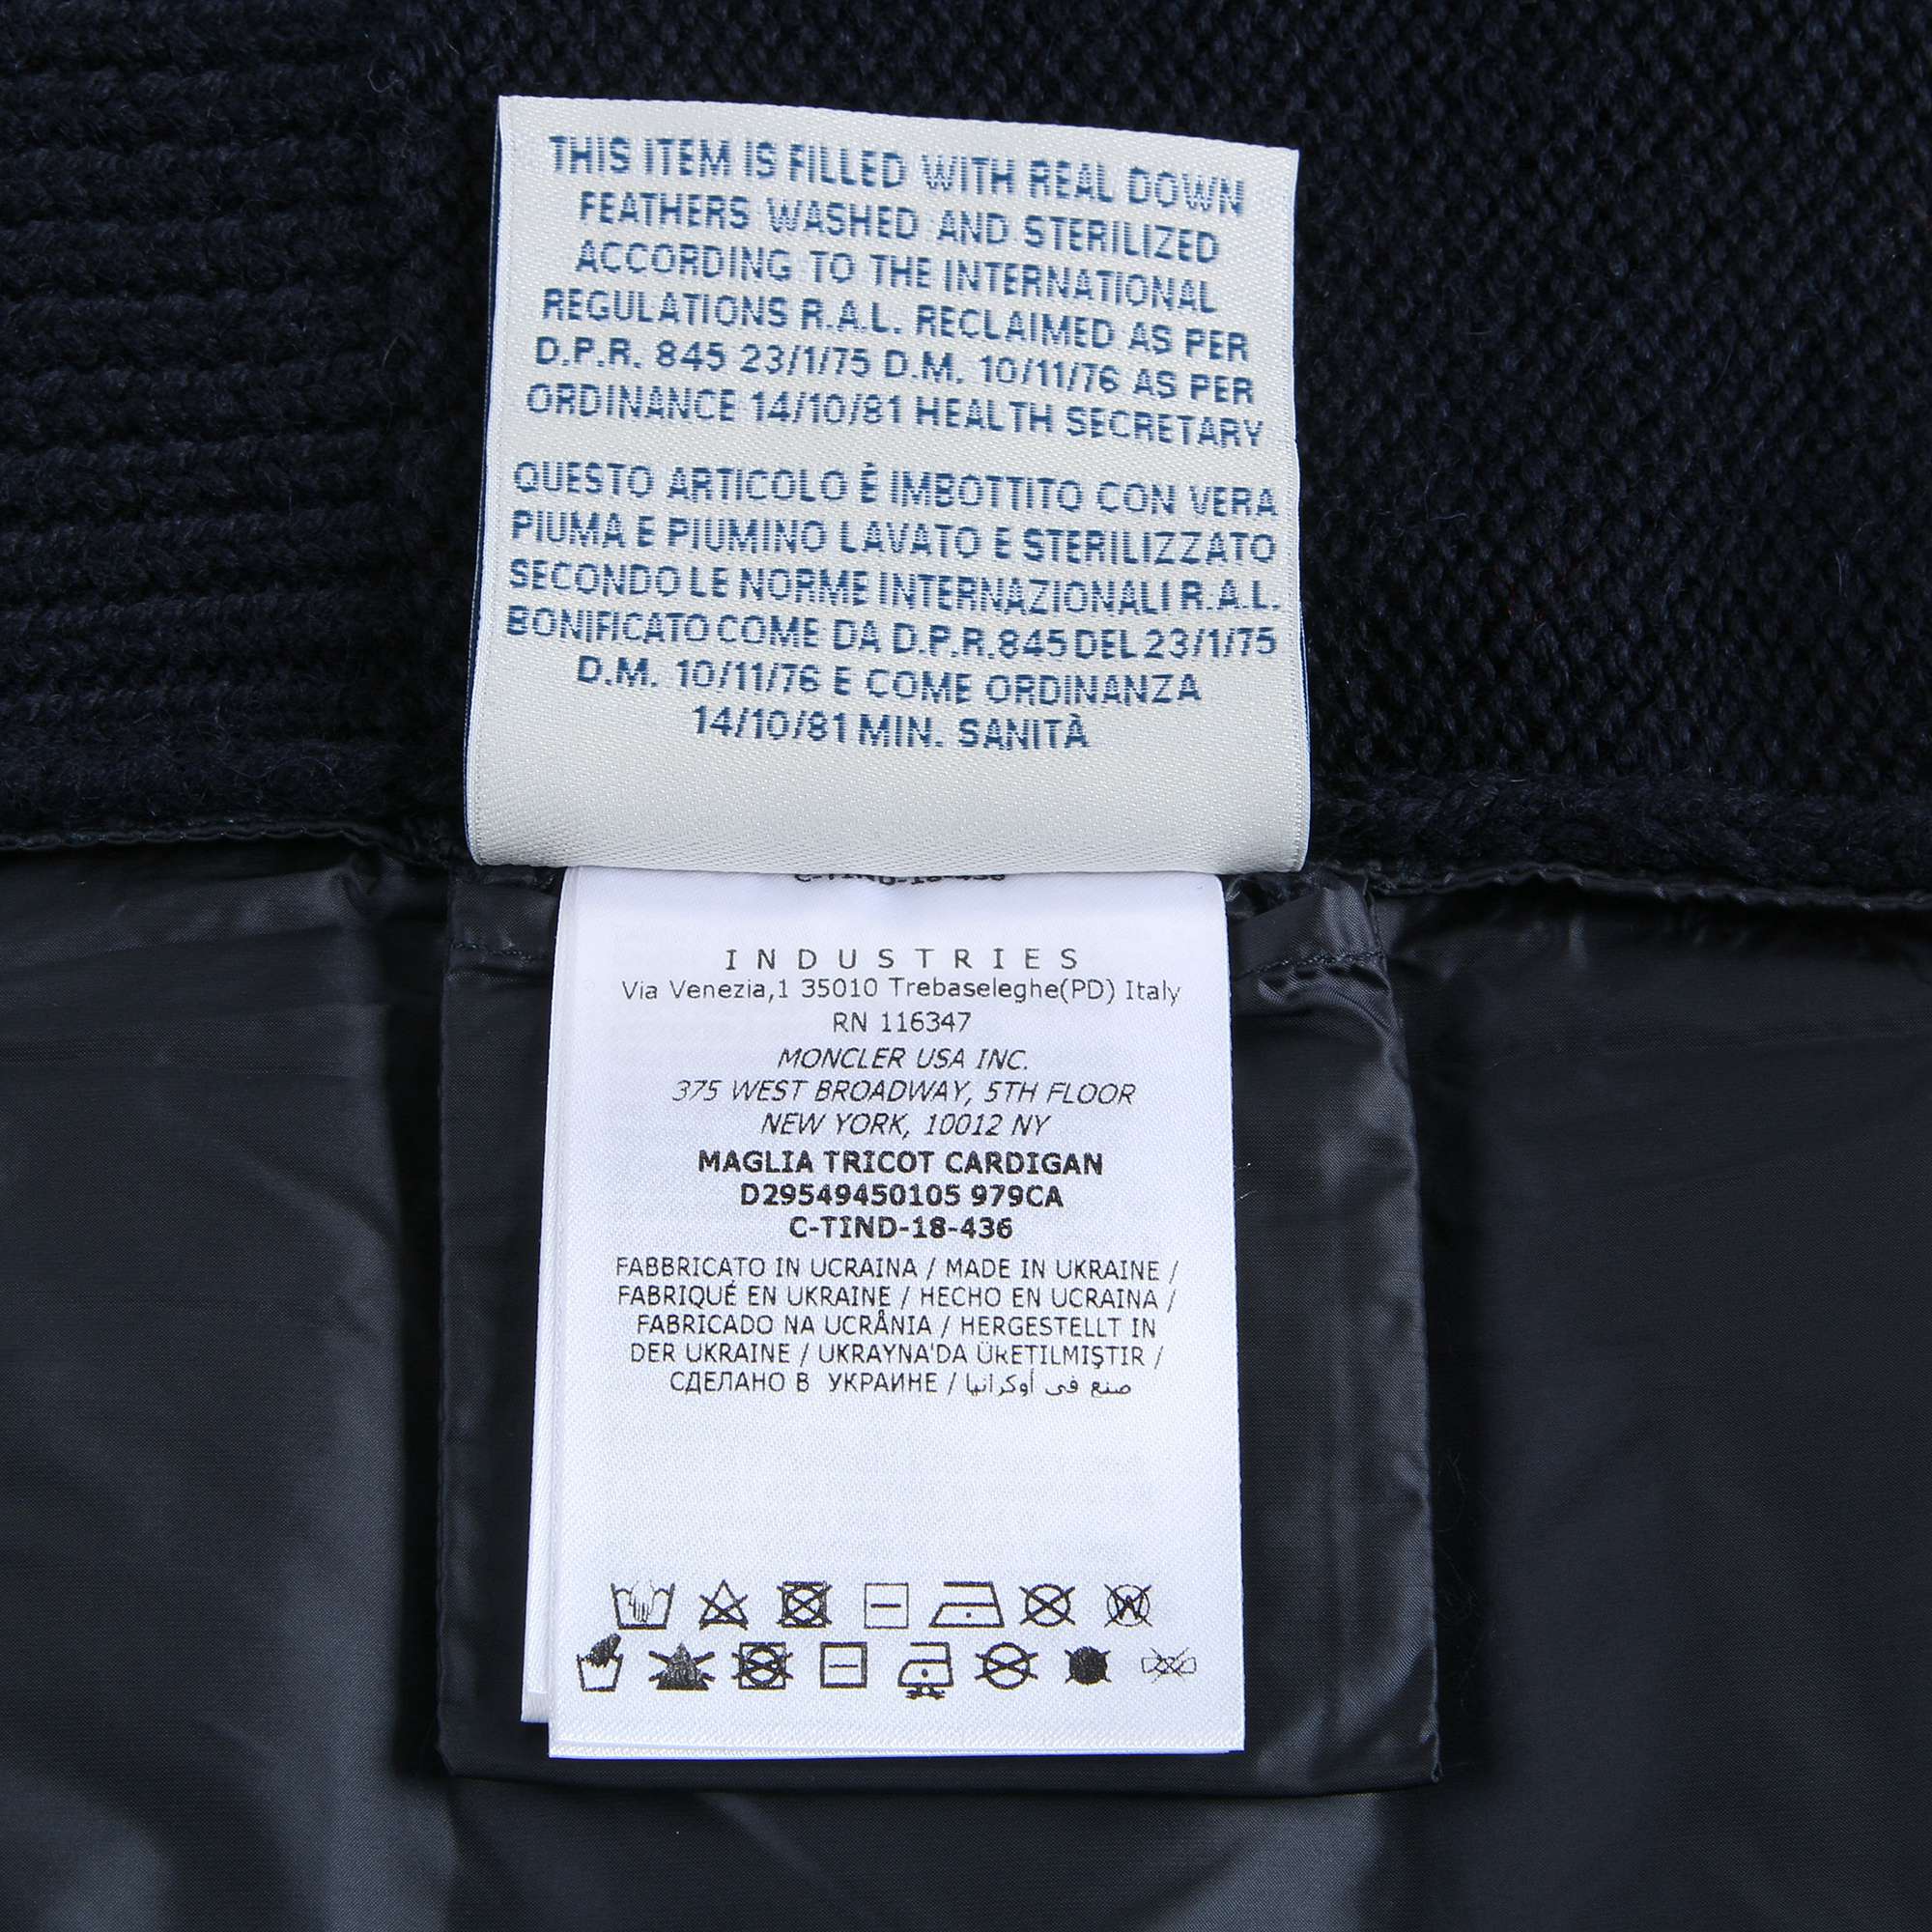 THIS ITEM IS FILLED WITH REAL DOWN
FEATHERS WASHED AND STERILIZED
ACCORDING TO THE INTERNATIONAL
REGULATIONS R.A.L. RECLAIMED AS PER
D.P.R. 845 23/1/75 D.M. 10/11/76 AS PER
ORDINANCE 14/10/81 HEALTH SECRETARY
QUESTO ARTICOLO È IMBOTTITO CON VERA
PIUMA E PIUMINO LAVATO E STERILIZZATO
SECONDO LE NORME INTERNAZIONALI R.A.L.
BONIFICATO COME DA D.P.R. 845 DEL 23/1/75
D.M. 10/11/76 E COME ORDINANZA
14/10/81 MIN. SANITÀ
C-TIND-18-436
INDUSTRIES
Via Venezia,1 35010 Trebaseleghe(PD) Italy
RN 116347
MONCLER USA INC.
375 WEST BROADWAY, 5TH FLOOR
NEW YORK, 10012 NY
MAGLIA TRICOT CARDIGAN
D29549450105 979CA
C-TIND-18-436
FABBRICATO IN UCRAINA / MADE IN UKRAINE /
FABRIQUÉ EN UKRAINE / HECHO EN UCRAINA /
FABRICADO NA UCRÂNIA / HERGESTELLT IN
DER UKRAINE / UKRAYNA'DA ÜRETILMIŞTIR /
СДЕЛАНО В УКРАИНЕ / صنع في أوكرانيا
W